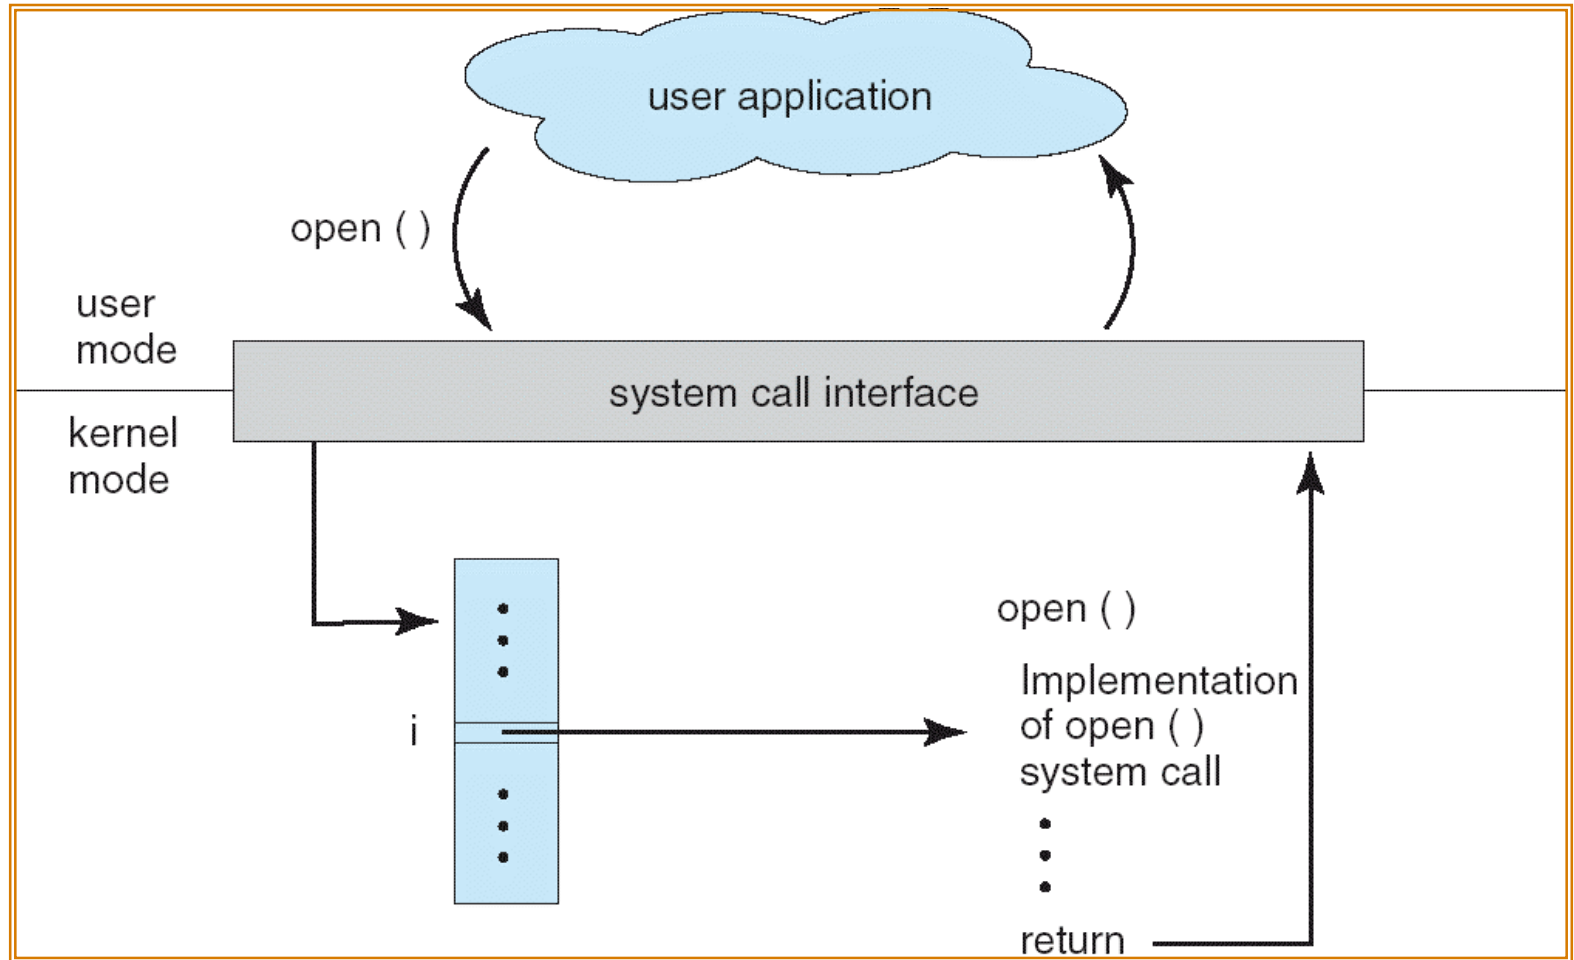 user application
open ( )
user
mode
system call interface
kernel
mode
open ( )
i
Implementation
of open ( )
system call
return